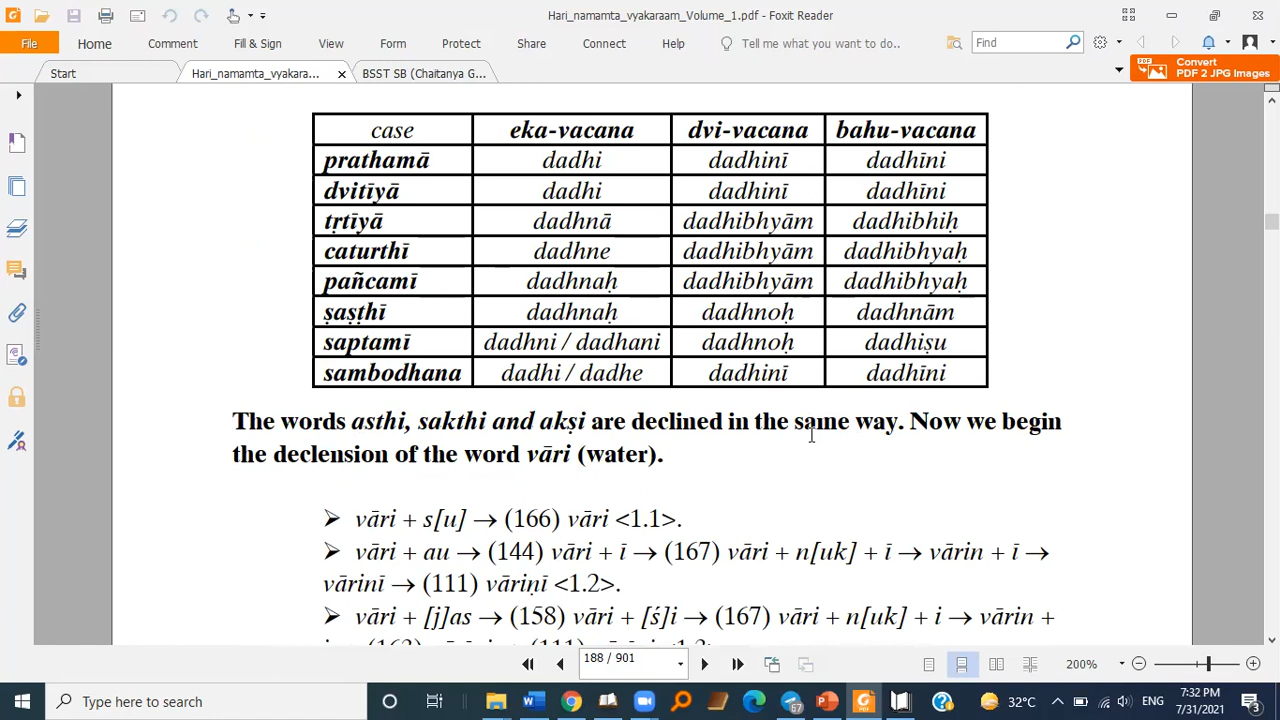 Hari_namamta_vyakaraam_Volume_1.pdf - Foxit Reader
File Home Comment Fill & Sign View Form Protect Share Connect Help Tell me what you want to do.. Find
Start Hari_namamta_vyakara... BSST SB (Chaitanya G... Convert
PDF 2 JPG Images
case eka-vacana dvi-vacana bahu-vacana
prathamā dadhi dadhinī dadhīni
dvitīyā dadhi dadhinī dadhīni
tṛtīyā dadhnā dadhibhyām dadhibhiḥ
caturthī dadhne dadhibhyām dadhibhyaḥ
pañcamī dadhnaḥ dadhibhyām dadhibhyaḥ
ṣaṣṭhī dadhnaḥ dadhnoḥ dadhnām
saptamī dadhni / dadhani dadhnoḥ dadhiṣu
sambodhana dadhi / dadhe dadhinī dadhīni
The words asthi, sakthi and akṣi are declined in the same way. Now we begin
the declension of the word vāri (water).
➢ vāri + s[u] → (166) vāri <1.1>.
➢ vāri + au → (144) vāri + ī → (167) vāri + n[uk] + ī → vārin + ī →
vārinī → (111) vāriṇī <1.2>.
➢ vāri + [j]as → (158) vāri + [ś]i → (167) vāri + n[uk] + i → vārin +
188 / 901 200%
Type here to search 67 32°C ENG 7:32 PM
7/31/2021 3